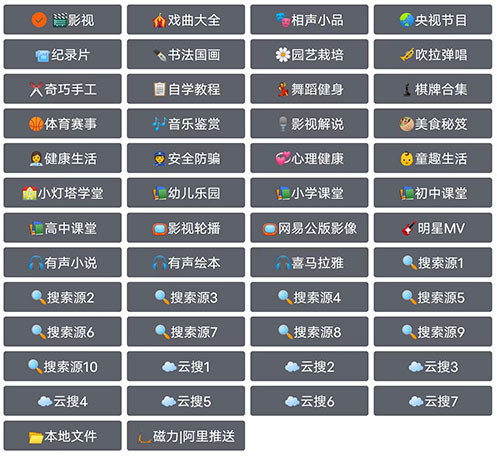 影视
戏曲大全
相声小品
央视节目
纪录片
书法国画
园艺栽培
吹拉弹唱
奇巧手工
自学教程
舞蹈健身
棋牌合集
体育赛事
音乐鉴赏
影视解说
美食秘笈
健康生活
安全防骗
心理健康
童趣生活
小灯塔学堂
幼儿乐园
小学课堂
初中课堂
高中课堂
影视轮播
网易公版影像
明星MV
有声小说
有声绘本
喜马拉雅
搜索源1
搜索源2
搜索源3
搜索源4
搜索源5
搜索源6
搜索源7
搜索源8
搜索源9
搜索源10
云搜1
云搜2
云搜3
云搜4
云搜5
云搜6
云搜7
本地文件
磁力|阿里推送